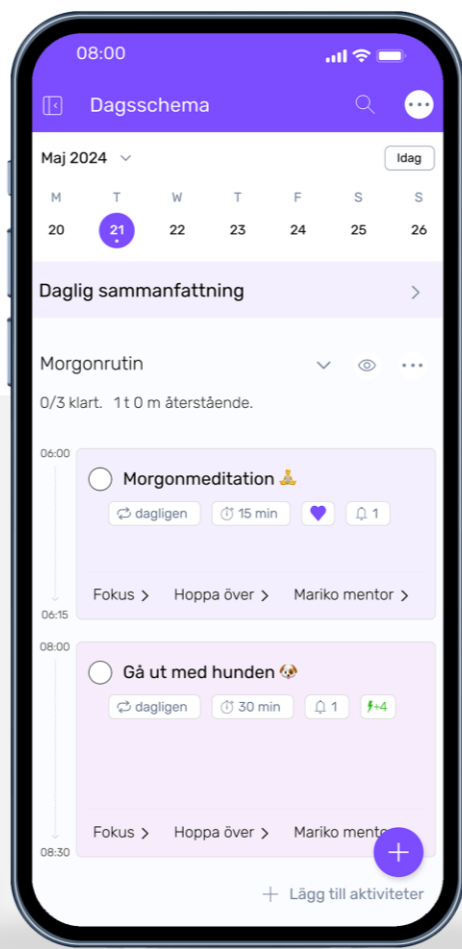 08:00
Dagsschema
Maj 2024
Idag
M T W T F S S
20 21 22 23 24 25 26
Daglig sammanfattning
Morgonrutin
0/3 klart. 1 t 0 m återstående.
06:00
Morgonmeditation 🧘
dagligen 15 min 1
Fokus > Hoppa över > Mariko mentor >
06:15
08:00
Gå ut med hunden 🐶
dagligen 30 min 1 +4
Fokus > Hoppa över > Mariko mento
08:30
+ Lägg till aktiviteter